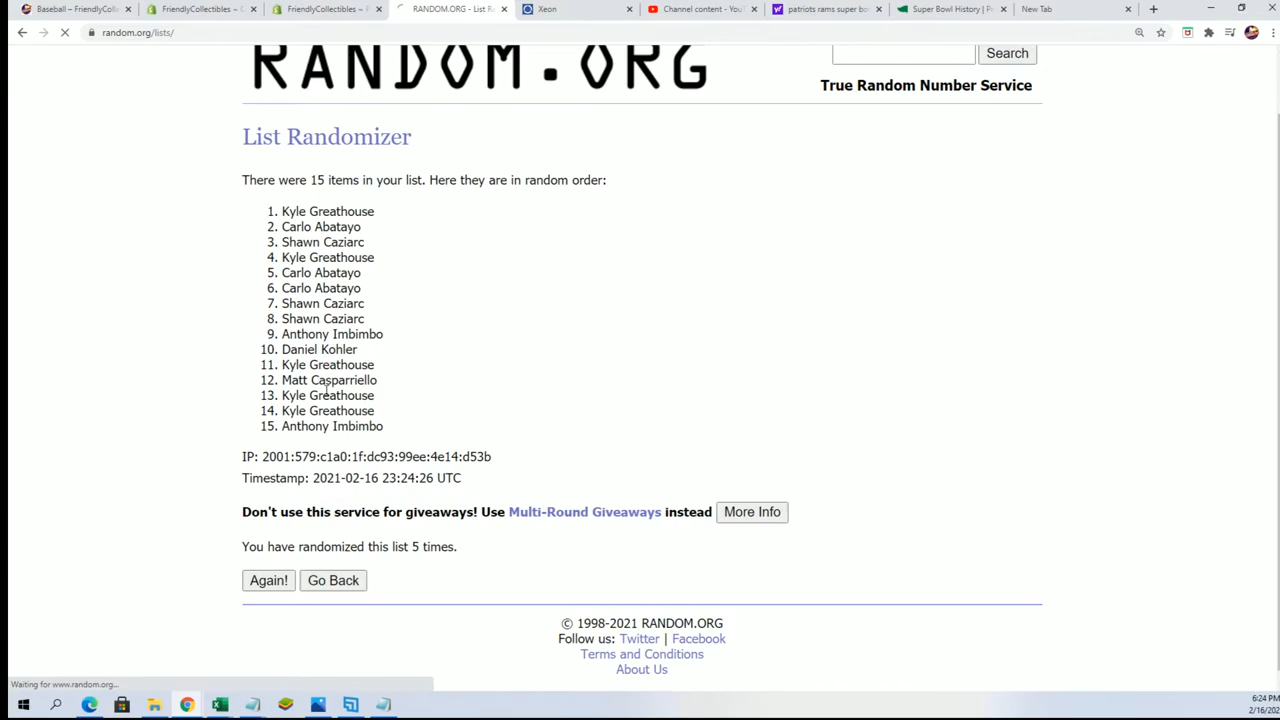 Baseball – FriendlyColle
FriendlyCollectibles –
FriendlyCollectibles –
RANDOM.ORG - List R
Xeon
Channel content - YouT
patriots rams super bo
Super Bowl History | P
New Tab
random.org/lists/
RANDOM.ORG
Search
True Random Number Service
List Randomizer
There were 15 items in your list. Here they are in random order:
1. Kyle Greathouse
2. Carlo Abatayo
3. Shawn Caziarc
4. Kyle Greathouse
5. Carlo Abatayo
6. Carlo Abatayo
7. Shawn Caziarc
8. Shawn Caziarc
9. Anthony Imbimbo
10. Daniel Kohler
11. Kyle Greathouse
12. Matt Casparriello
13. Kyle Greathouse
14. Kyle Greathouse
15. Anthony Imbimbo
IP: 2001:579:c1a0:1f:dc93:99ee:4e14:d53b
Timestamp: 2021-02-16 23:24:26 UTC
Don't use this service for giveaways! Use Multi-Round Giveaways instead More Info
You have randomized this list 5 times.
Again! Go Back
© 1998-2021 RANDOM.ORG
Follow us: Twitter | Facebook
Terms and Conditions
About Us
Waiting for www.random.org...
6:24 PM
2/16/202